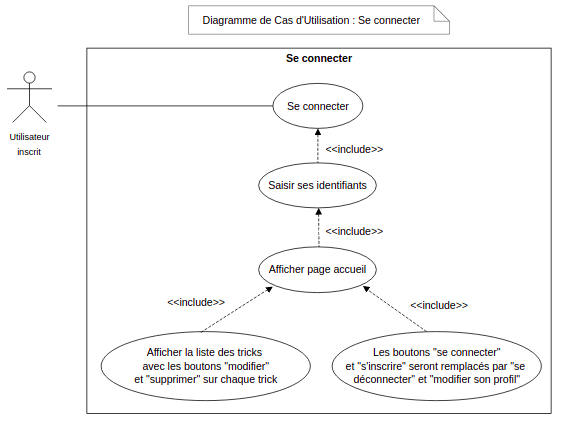 Diagramme de Cas d'Utilisation : Se connecter
Se connecter
Utilisateur
inscrit
Se connecter
<<include>>
Saisir ses identifiants
<<include>>
Afficher page accueil
<<include>>
<<include>>
Afficher la liste des tricks
avec les boutons "modifier"
et "supprimer" sur chaque trick
Les boutons "se connecter"
et "s'inscrire" seront remplacés par "se
déconnecter" et "modifier son profil"